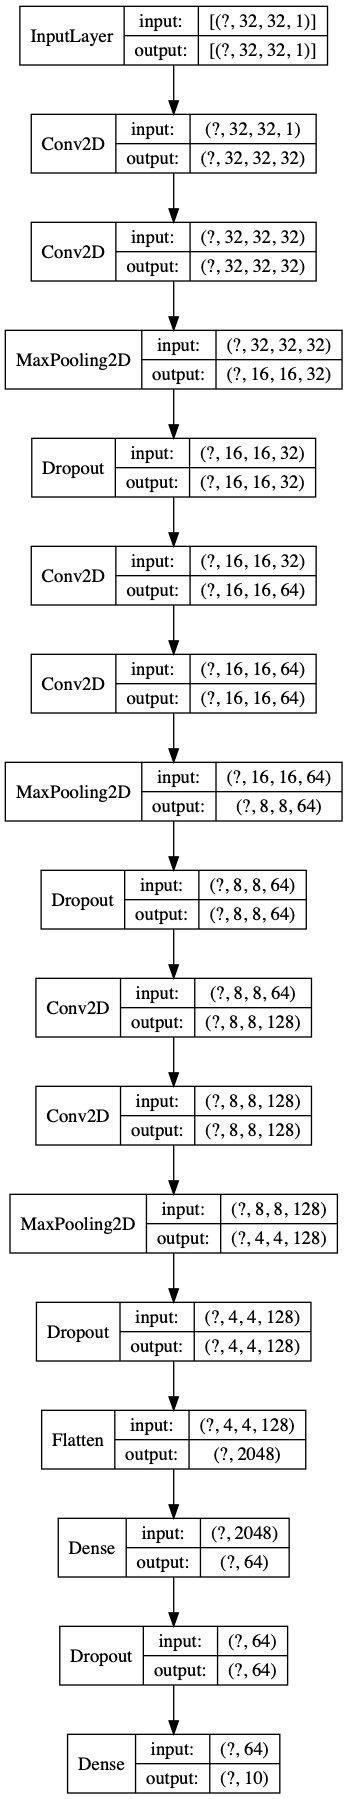 InputLayer
input: [(?, 32, 32, 1)]
output: [(?, 32, 32, 1)]
Conv2D
input: (?, 32, 32, 1)
output: (?, 32, 32, 32)
Conv2D
input: (?, 32, 32, 32)
output: (?, 32, 32, 32)
MaxPooling2D
input: (?, 32, 32, 32)
output: (?, 16, 16, 32)
Dropout
input: (?, 16, 16, 32)
output: (?, 16, 16, 32)
Conv2D
input: (?, 16, 16, 32)
output: (?, 16, 16, 64)
Conv2D
input: (?, 16, 16, 64)
output: (?, 16, 16, 64)
MaxPooling2D
input: (?, 16, 16, 64)
output: (?, 8, 8, 64)
Dropout
input: (?, 8, 8, 64)
output: (?, 8, 8, 64)
Conv2D
input: (?, 8, 8, 64)
output: (?, 8, 8, 128)
Conv2D
input: (?, 8, 8, 128)
output: (?, 8, 8, 128)
MaxPooling2D
input: (?, 8, 8, 128)
output: (?, 4, 4, 128)
Dropout
input: (?, 4, 4, 128)
output: (?, 4, 4, 128)
Flatten
input: (?, 4, 4, 128)
output: (?, 2048)
Dense
input: (?, 2048)
output: (?, 64)
Dropout
input: (?, 64)
output: (?, 64)
Dense
input: (?, 64)
output: (?, 10)